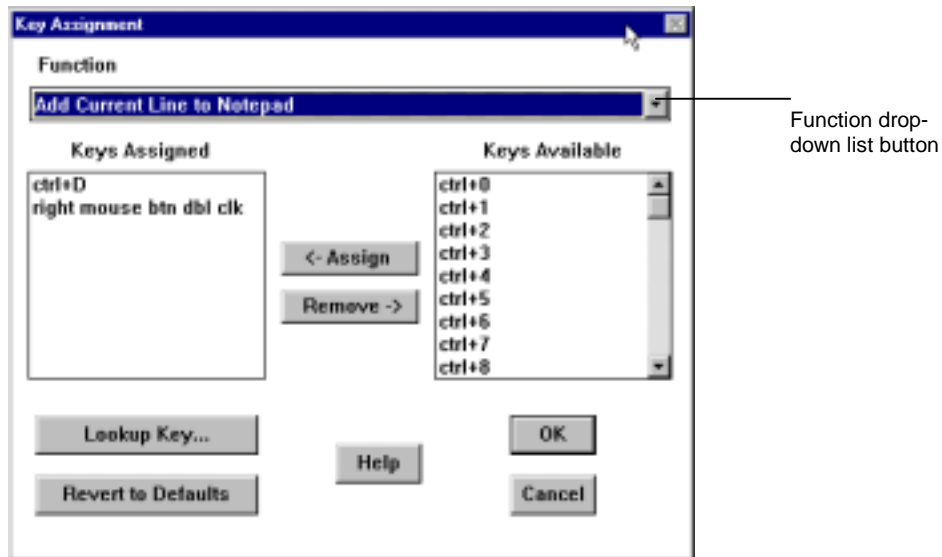 Key Assignment
Function
Add Current Line to Notepad
Function drop-
down list button
Keys Assigned
Keys Available
ctrl+D
right mouse btn dbl clk
<- Assign
Remove ->
ctrl+0
ctrl+1
ctrl+2
ctrl+3
ctrl+4
ctrl+5
ctrl+6
ctrl+7
ctrl+8
Lookup Key...
Revert to Defaults
Help
OK
Cancel